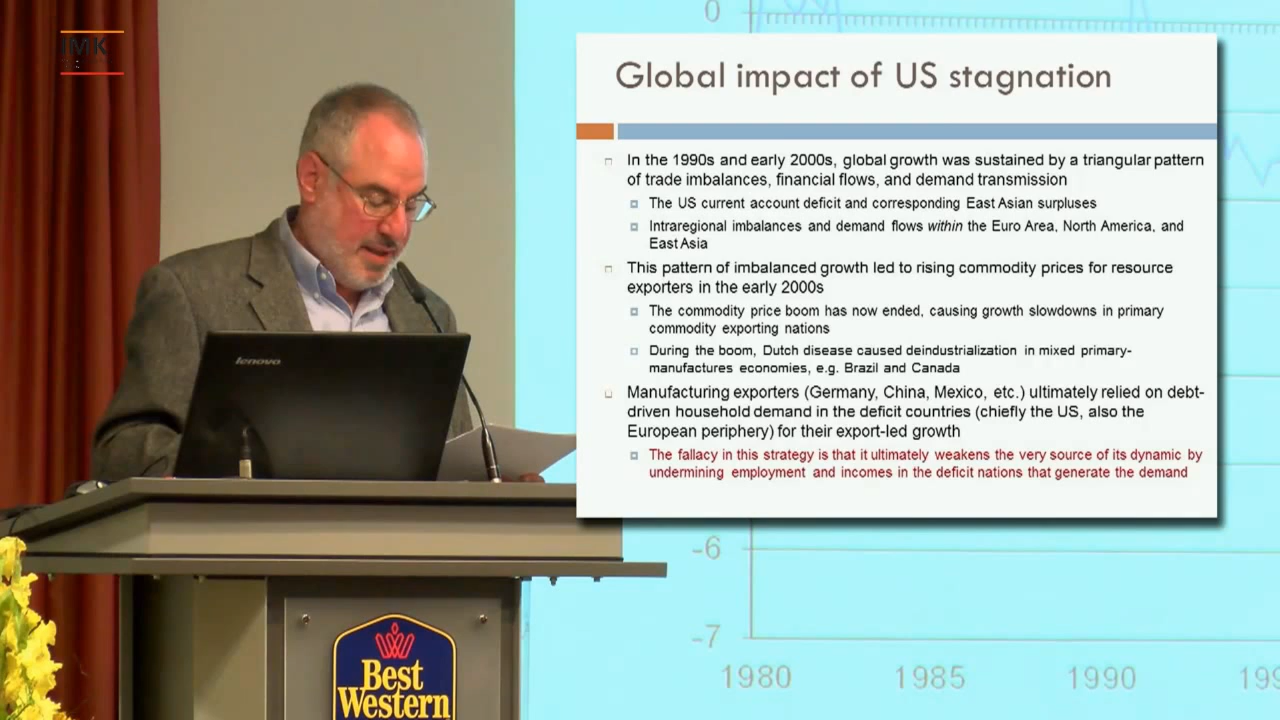 IMK
lenovo
Best
Western
0
-6
-7
1980
1985
1990
Global impact of US stagnation
In the 1990s and early 2000s, global growth was sustained by a triangular pattern
of trade imbalances, financial flows, and demand transmission
The US current account deficit and corresponding East Asian surpluses
Intraregional imbalances and demand flows within the Euro Area, North America, and
East Asia
This pattern of imbalanced growth led to rising commodity prices for resource
exporters in the early 2000s
The commodity price boom has now ended, causing growth slowdowns in primary
commodity exporting nations
During the boom, Dutch disease caused deindustrialization in mixed primary-
manufactures economies, e.g. Brazil and Canada
Manufacturing exporters (Germany, China, Mexico, etc.) ultimately relied on debt-
driven household demand in the deficit countries (chiefly the US, also the
European periphery) for their export-led growth
The fallacy in this strategy is that it ultimately weakens the very source of its dynamic by
undermining employment and incomes in the deficit nations that generate the demand